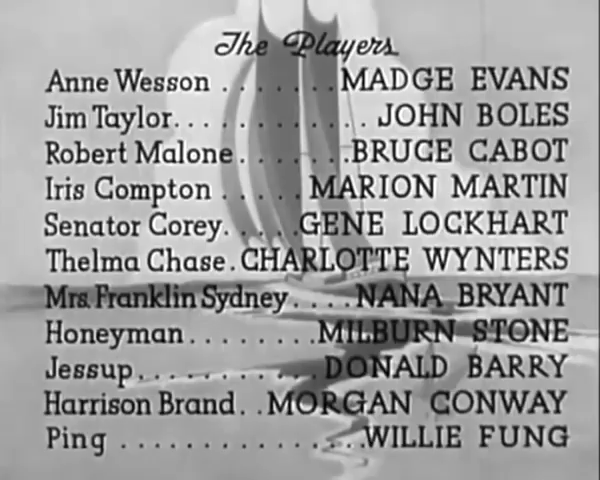 The Players
Anne Wesson . . . . . . . MADGE EVANS
Jim Taylor. . . . . . . . . . . . . JOHN BOLES
Robert Malone. . . . . . .BRUCE CABOT
Iris Compton . . . . . MARION MARTIN
Senator Corey. . . . .GENE LOCKHART
Thelma Chase.CHARLOTTE WYNTERS
Mrs. Franklin Sydney. . . . NANA BRYANT
Honeyman. . . . . . . .MILBURN STONE
Jessup. . . . . . . . . . . DONALD BARRY
Harrison Brand. . MORGAN CONWAY
Ping . . . . . . . . . . . . . . .WILLIE FUNG